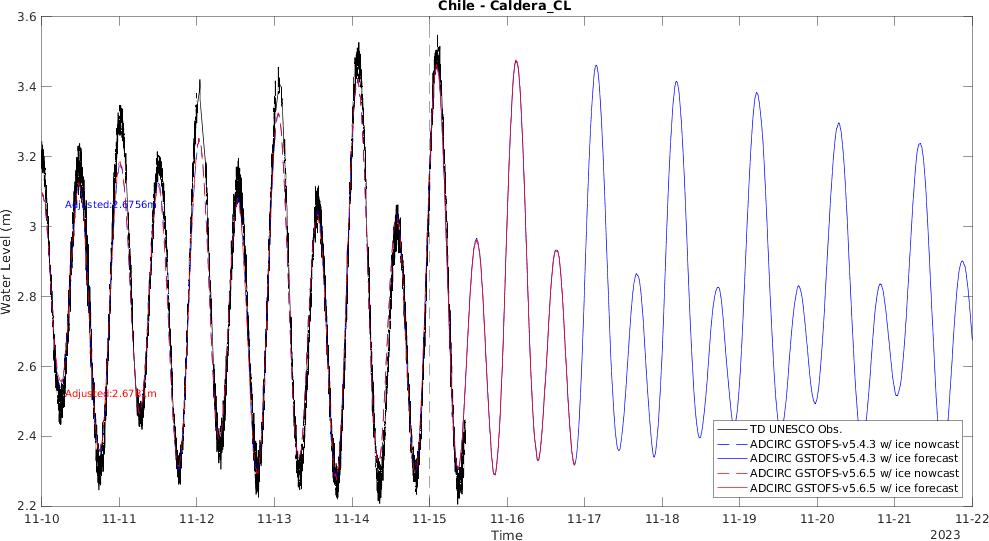 Chile - Caldera_CL
3.6
3.4
3.2
3
2.8
2.6
2.4
2.2
Water Level (m)
Adjusted:2.6756m
TD UNESCO Obs.
ADCIRC GSTOFS-v5.4.3 w/ ice nowcast
ADCIRC GSTOFS-v5.4.3 w/ ice forecast
ADCIRC GSTOFS-v5.6.5 w/ ice nowcast
ADCIRC GSTOFS-v5.6.5 w/ ice forecast
11-10 11-11 11-12 11-13 11-14 11-15 11-16 11-17 11-18 11-19 11-20 11-21 11-22
Time
2023